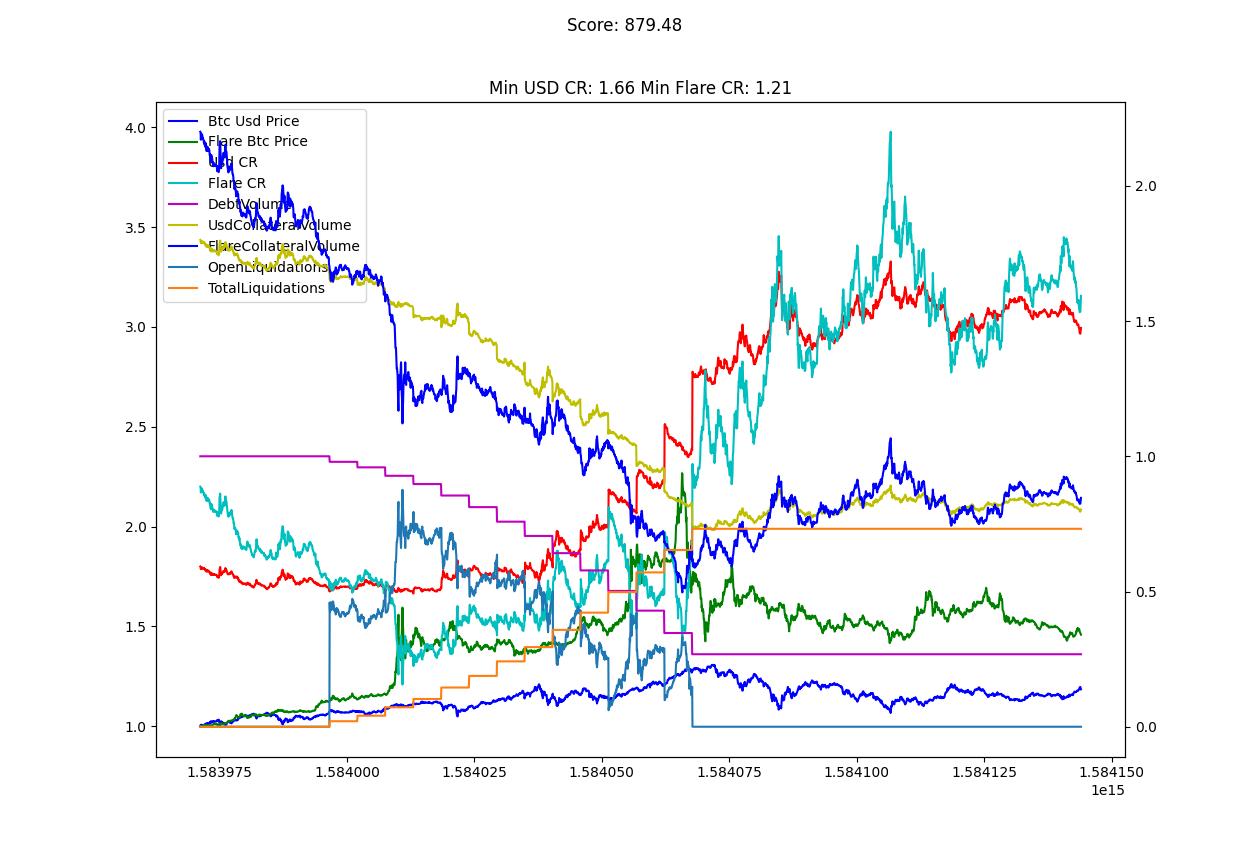 Score: 879.48
Min USD CR: 1.66 Min Flare CR: 1.21
Btc Usd Price
Flare Btc Price
Usd CR
Flare CR
DebtVolume
UsdCollateralVolume
FlareCollateralVolume
OpenLiquidations
TotalLiquidations
4.0
3.5
3.0
2.5
2.0
1.5
1.0
2.0
1.5
1.0
0.5
0.0
1.583975
1.584000
1.584025
1.584050
1.584075
1.584100
1.584125
1.584150
1e15